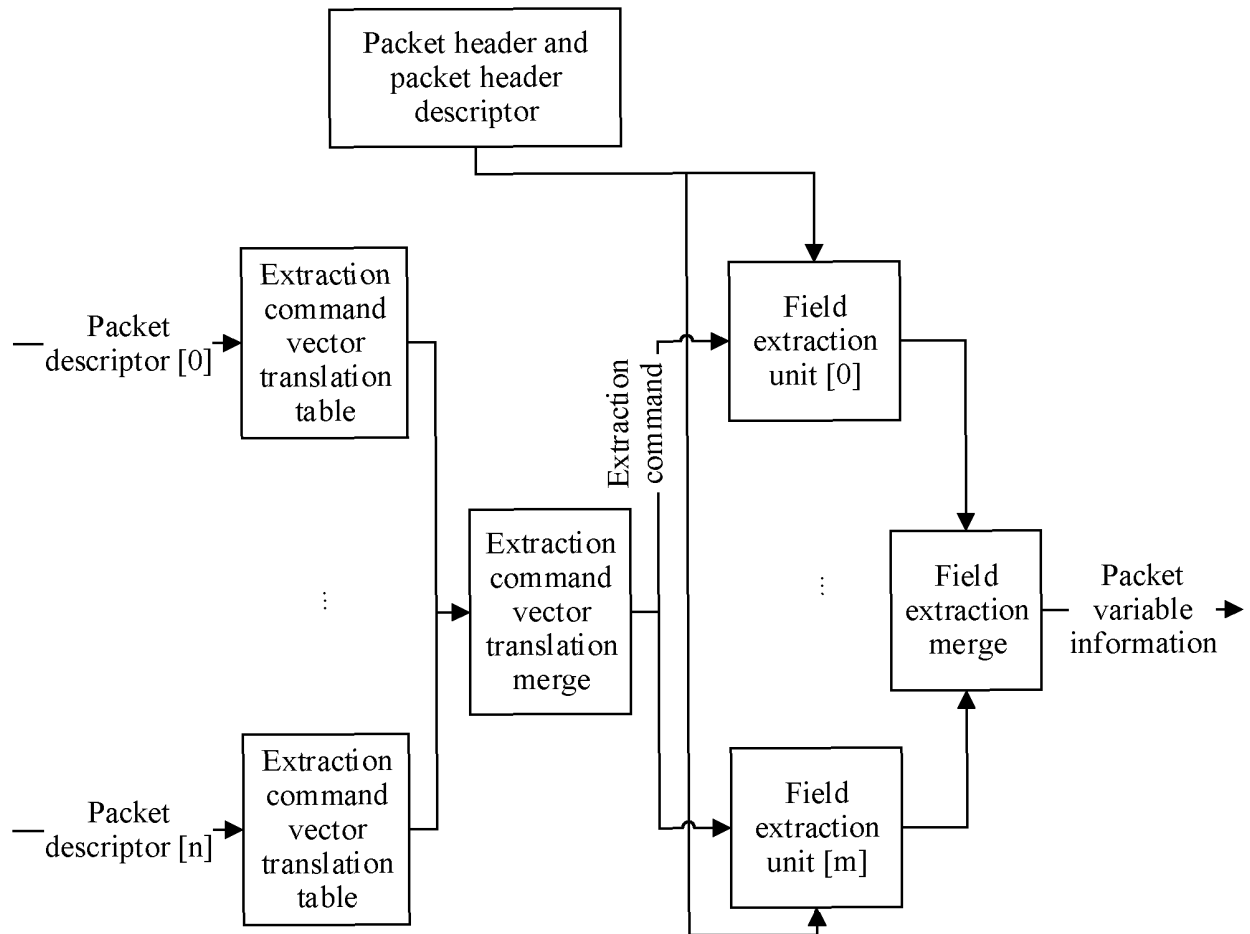 Packet header and
packet header
descriptor
Packet
descriptor [0]
Extraction
command
vector
translation
table
Extraction
command
Field
extraction
unit [0]
⋮
Extraction
command
vector
translation
merge
⋮
Field
extraction
merge
Packet
variable
information
Packet
descriptor [n]
Extraction
command
vector
translation
table
Field
extraction
unit [m]